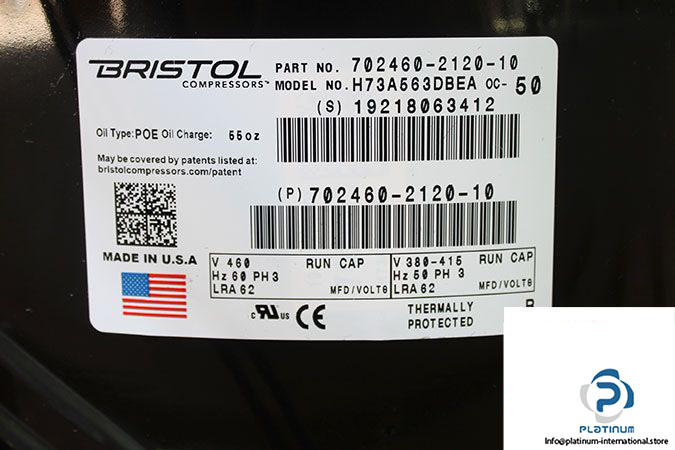 BRISTOL
COMPRESSORS™
PART NO. 702460-2120-10
MODEL NO. H73A563DBEA OC- 50
(S) 19218063412
Oil Type: POE Oil Charge: 55oz
May be covered by patents listed at:
bristolcompressors.com/patent
(P) 702460-2120-10
MADE IN U.S.A
V 460 RUN CAP
Hz 60 PH 3
LRA 62 MFD/VOLTS
V 380-415 RUN CAP
Hz 50 PH 3
LRA 62 MFD/VOLTS
c RU us CE
THERMALLY
PROTECTED
PLATINUM
Info@platinum-international.store